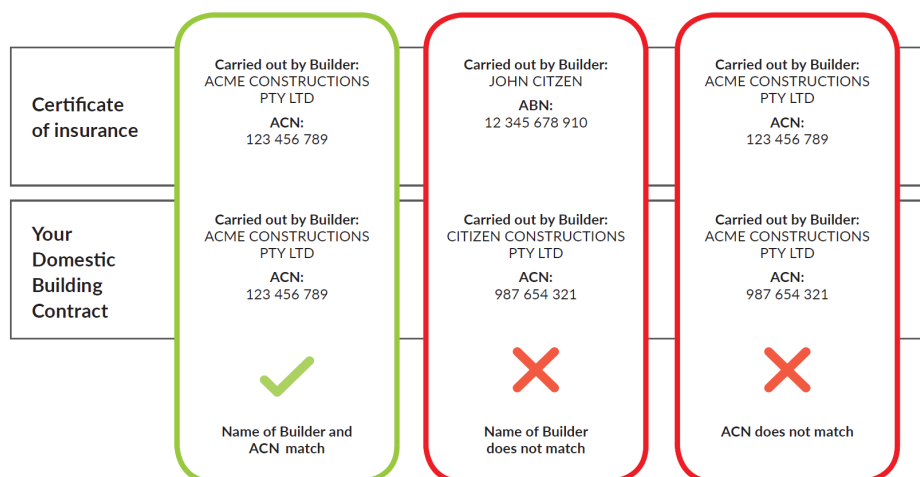 Certificate
of insurance
Carried out by Builder:
ACME CONSTRUCTIONS
PTY LTD
ACN:
123 456 789
Carried out by Builder:
JOHN CITZEN
ABN:
12 345 678 910
Carried out by Builder:
ACME CONSTRUCTIONS
PTY LTD
ACN:
123 456 789
Your
Domestic
Building
Contract
Carried out by Builder:
ACME CONSTRUCTIONS
PTY LTD
ACN:
123 456 789
Carried out by Builder:
CITIZEN CONSTRUCTIONS
PTY LTD
ACN:
987 654 321
Carried out by Builder:
ACME CONSTRUCTIONS
PTY LTD
ACN:
987 654 321
Name of Builder and
ACN match
Name of Builder
does not match
ACN does not match